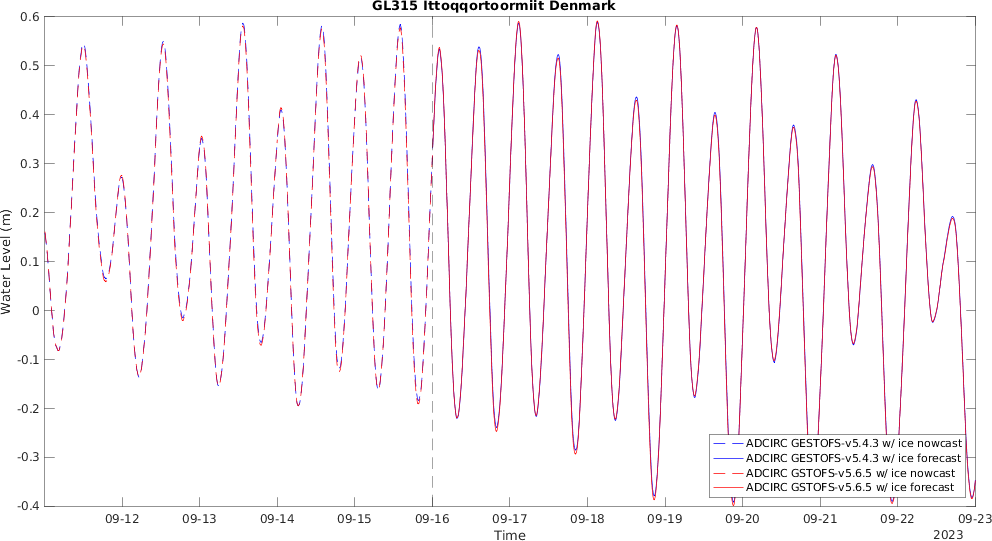 GL315 Ittoqqortoormiit Denmark
0.6
0.5
0.4
0.3
0.2
0.1
0
-0.1
-0.2
-0.3
-0.4
Water Level (m)
ADCIRC GESTOFS-v5.4.3 w/ ice nowcast
ADCIRC GESTOFS-v5.4.3 w/ ice forecast
ADCIRC GSTOFS-v5.6.5 w/ ice nowcast
ADCIRC GSTOFS-v5.6.5 w/ ice forecast
09-12 09-13 09-14 09-15 09-16 09-17 09-18 09-19 09-20 09-21 09-22 09-23
Time
2023